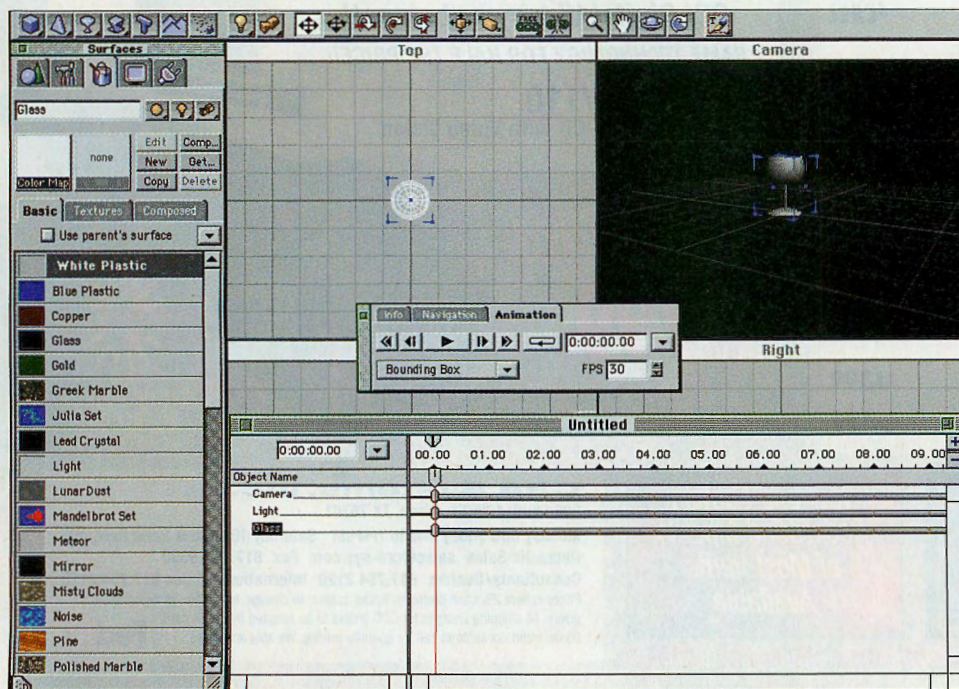 Surfaces
Top
Camera
Glass
none
Edit
Comp...
New
Get...
Color Map
Copy
Delete
Basic
Textures
Composed
Use parent's surface
White Plastic
Blue Plastic
Copper
Glass
Gold
Greek Marble
Julia Set
Lead Crystal
Light
Lunar Dust
Mandelbrot Set
Meteor
Mirror
Misty Clouds
Noise
Pine
Polished Marble
Info
Navigation
Animation
0:00:00.00
Bounding Box
FPS 30
Right
Untitled
0:00:00.00
00.00 01.00 02.00 03.00 04.00 05.00 06.00 07.00 08.00 09.00
Object Name
Camera
Light
Glass